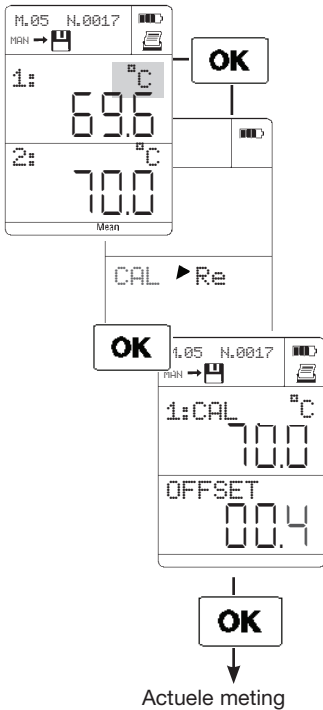 M.05 N.0017
MAN
1: °C
69.6
OK
2: °C
70.0
Mean
CAL ▶Re
OK
M.05 N.0017
MAN
1:CAL °C
70.0
OFFSET
00.4
OK
Actuele meting